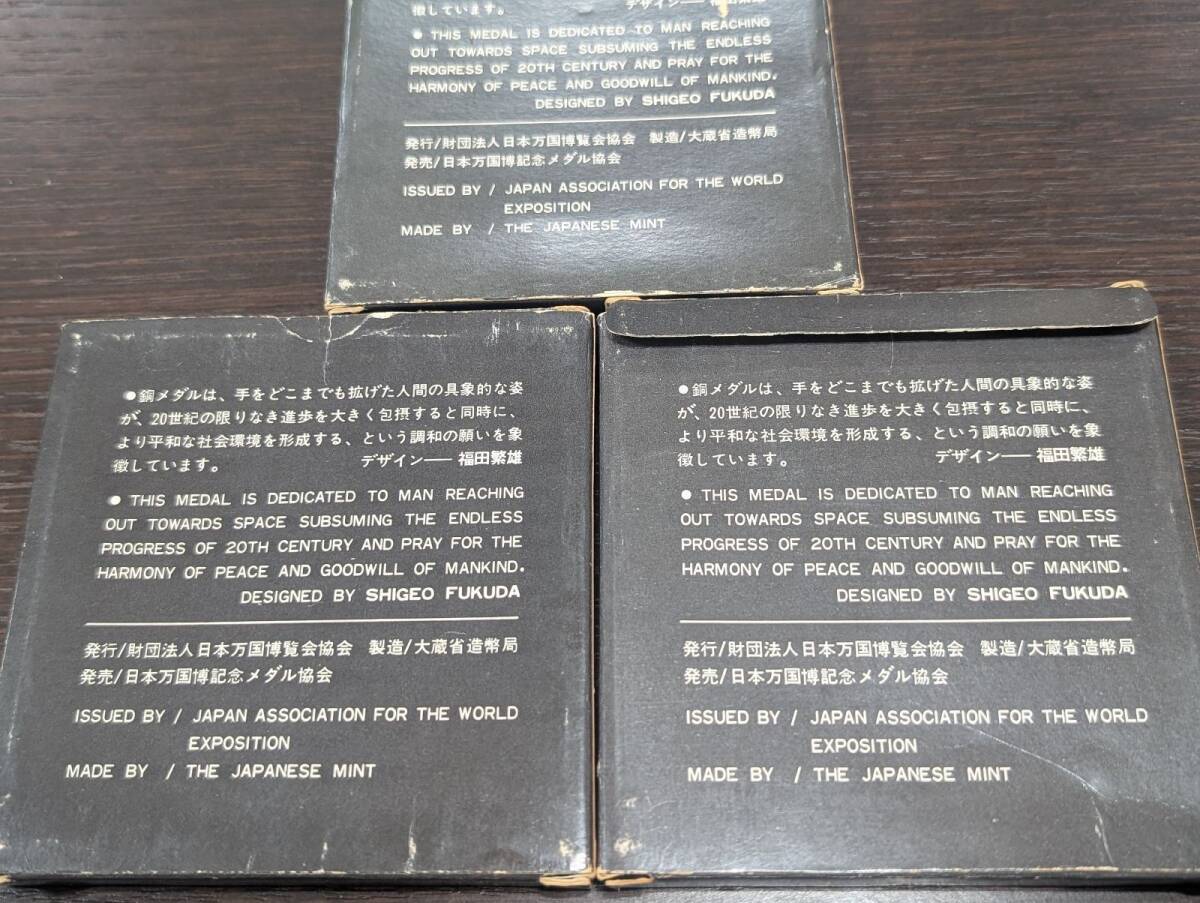 徴しています。 デザイン── 福田繁雄
● THIS MEDAL IS DEDICATED TO MAN REACHING
OUT TOWARDS SPACE SUBSUMING THE ENDLESS
PROGRESS OF 20TH CENTURY AND PRAY FOR THE
HARMONY OF PEACE AND GOODWILL OF MANKIND.
DESIGNED BY SHIGEO FUKUDA
発行/財団法人日本万国博覧会協会 製造/大蔵省造幣局
発売/日本万国博記念メダル協会
ISSUED BY / JAPAN ASSOCIATION FOR THE WORLD
EXPOSITION
MADE BY / THE JAPANESE MINT
●銅メダルは、手をどこまでも拡げた人間の具象的な姿
が、20世紀の限りなき進歩を大きく包摂すると同時に、
より平和な社会環境を形成する、という調和の願いを象
徴しています。 デザイン── 福田繁雄
● THIS MEDAL IS DEDICATED TO MAN REACHING
OUT TOWARDS SPACE SUBSUMING THE ENDLESS
PROGRESS OF 20TH CENTURY AND PRAY FOR THE
HARMONY OF PEACE AND GOODWILL OF MANKIND.
DESIGNED BY SHIGEO FUKUDA
発行/財団法人日本万国博覧会協会 製造/大蔵省造幣局
発売/日本万国博記念メダル協会
ISSUED BY / JAPAN ASSOCIATION FOR THE WORLD
EXPOSITION
MADE BY / THE JAPANESE MINT
●銅メダルは、手をどこまでも拡げた人間の具象的な姿
が、20世紀の限りなき進歩を大きく包摂すると同時に、
より平和な社会環境を形成する、という調和の願いを象
徴しています。 デザイン── 福田繁雄
● THIS MEDAL IS DEDICATED TO MAN REACHING
OUT TOWARDS SPACE SUBSUMING THE ENDLESS
PROGRESS OF 20TH CENTURY AND PRAY FOR THE
HARMONY OF PEACE AND GOODWILL OF MANKIND.
DESIGNED BY SHIGEO FUKUDA
発行/財団法人日本万国博覧会協会 製造/大蔵省造幣局
発売/日本万国博記念メダル協会
ISSUED BY / JAPAN ASSOCIATION FOR THE WORLD
EXPOSITION
MADE BY / THE JAPANESE MINT